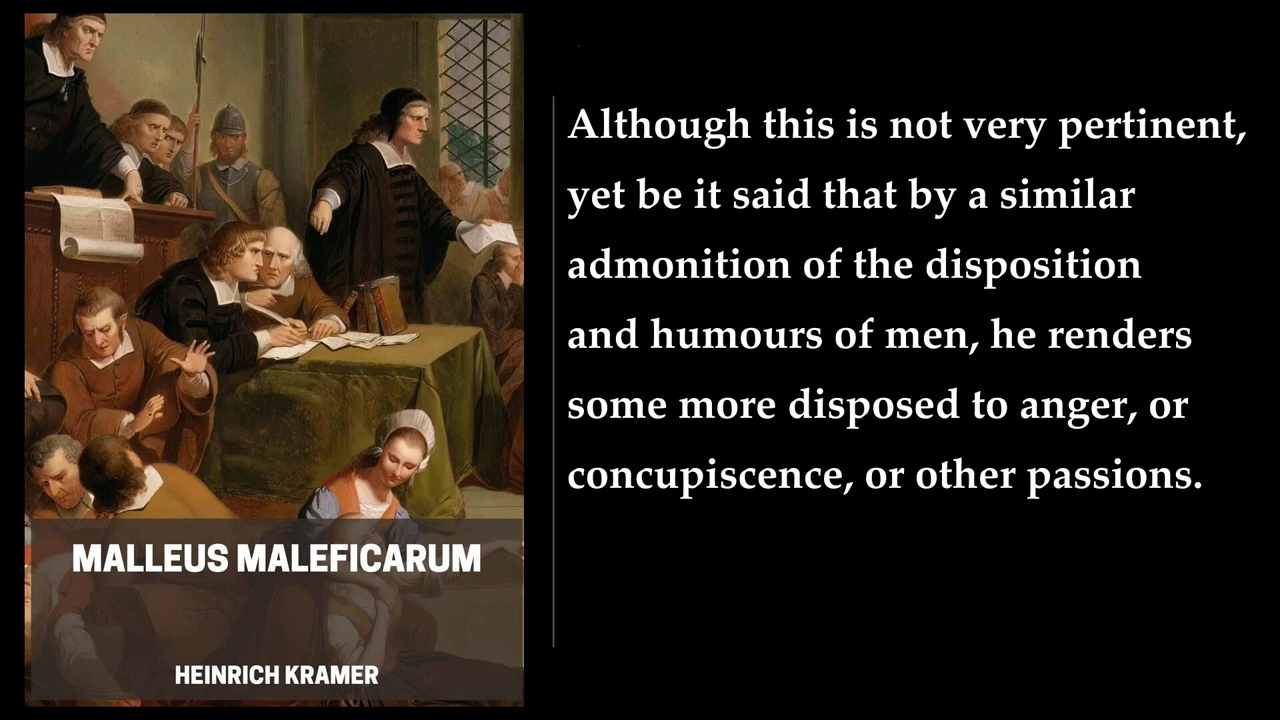 MALLEUS MALEFICARUM
HEINRICH KRAMER
Although this is not very pertinent,
yet be it said that by a similar
admonition of the disposition
and humours of men, he renders
some more disposed to anger, or
concupiscence, or other passions.